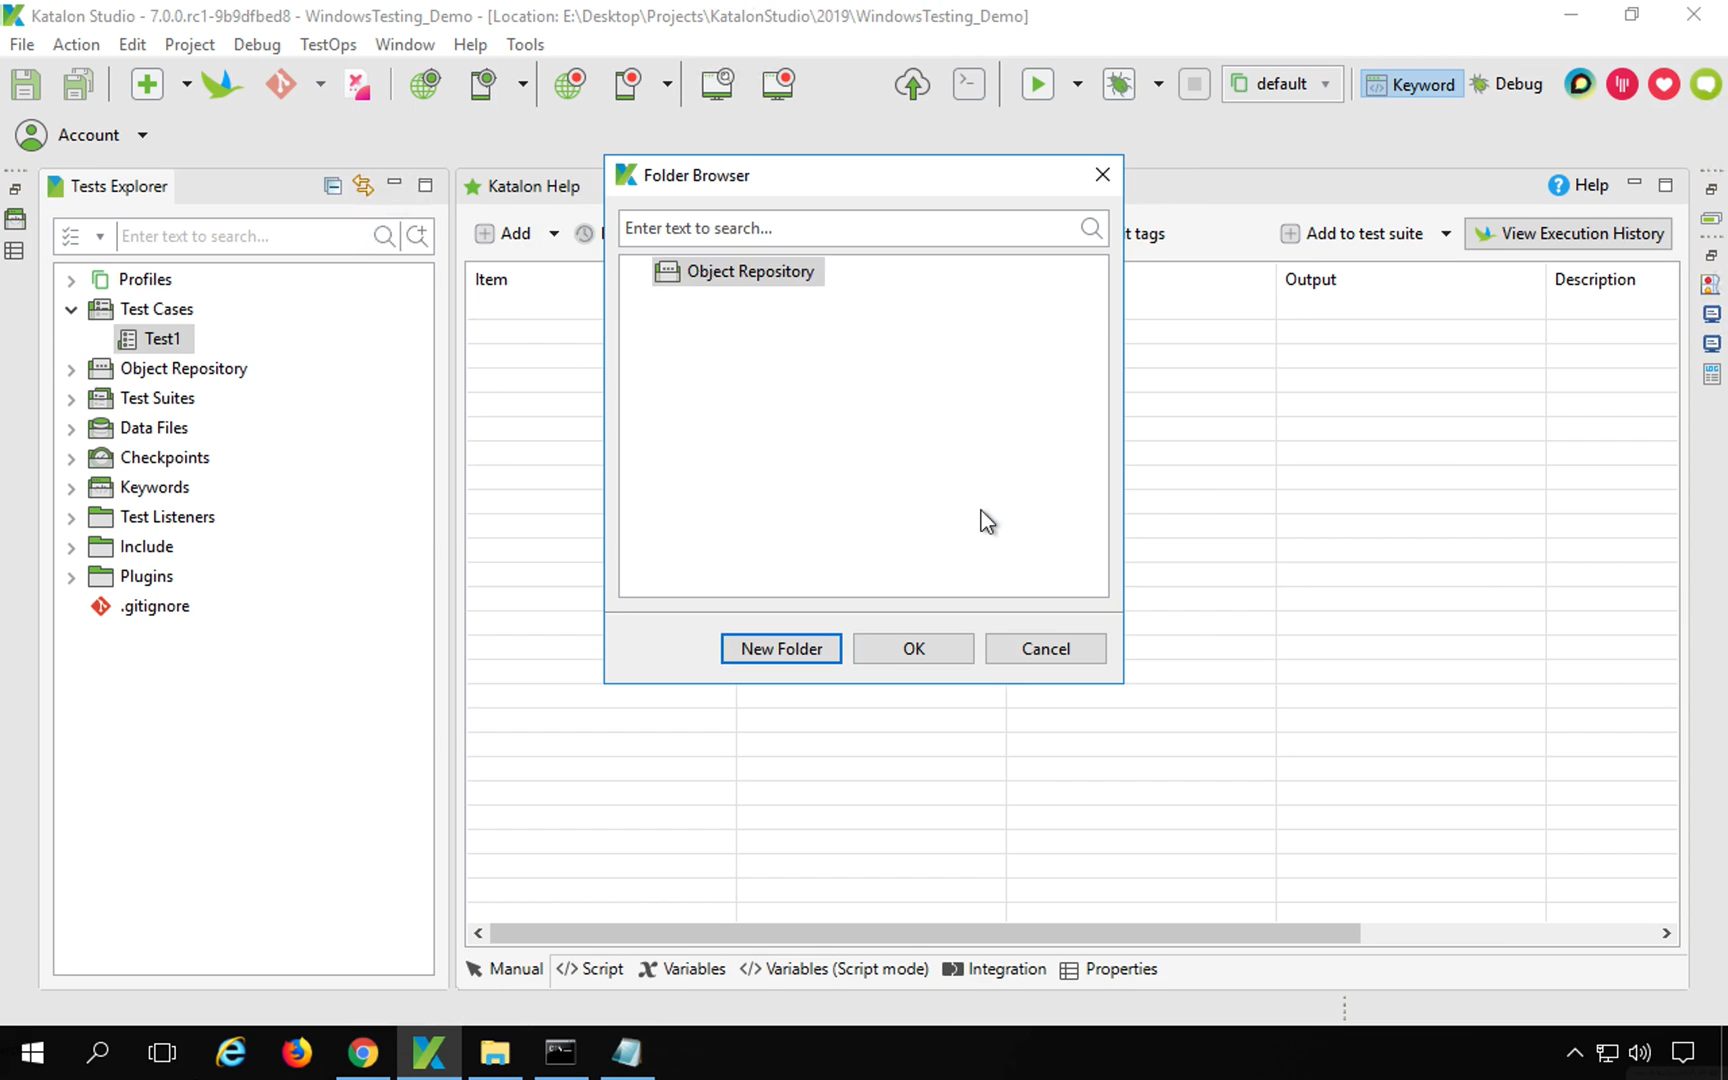 Katalon Studio - 7.0.0.rc1-9b9dfbed8 - WindowsTesting_Demo - [Location: E:\Desktop\Projects\KatalonStudio\2019\WindowsTesting_Demo]
File Action Edit Project Debug TestOps Window Help Tools
default Keyword Debug
Account
Tests Explorer
Enter text to search...
Profiles
Test Cases
Test1
Object Repository
Test Suites
Data Files
Checkpoints
Keywords
Test Listeners
Include
Plugins
.gitignore
Katalon Help
Help
Add
t tags
Add to test suite
View Execution History
Item
Output
Description
Folder Browser
Enter text to search...
Object Repository
New Folder OK Cancel
Manual </> Script Variables </> Variables (Script mode) Integration Properties